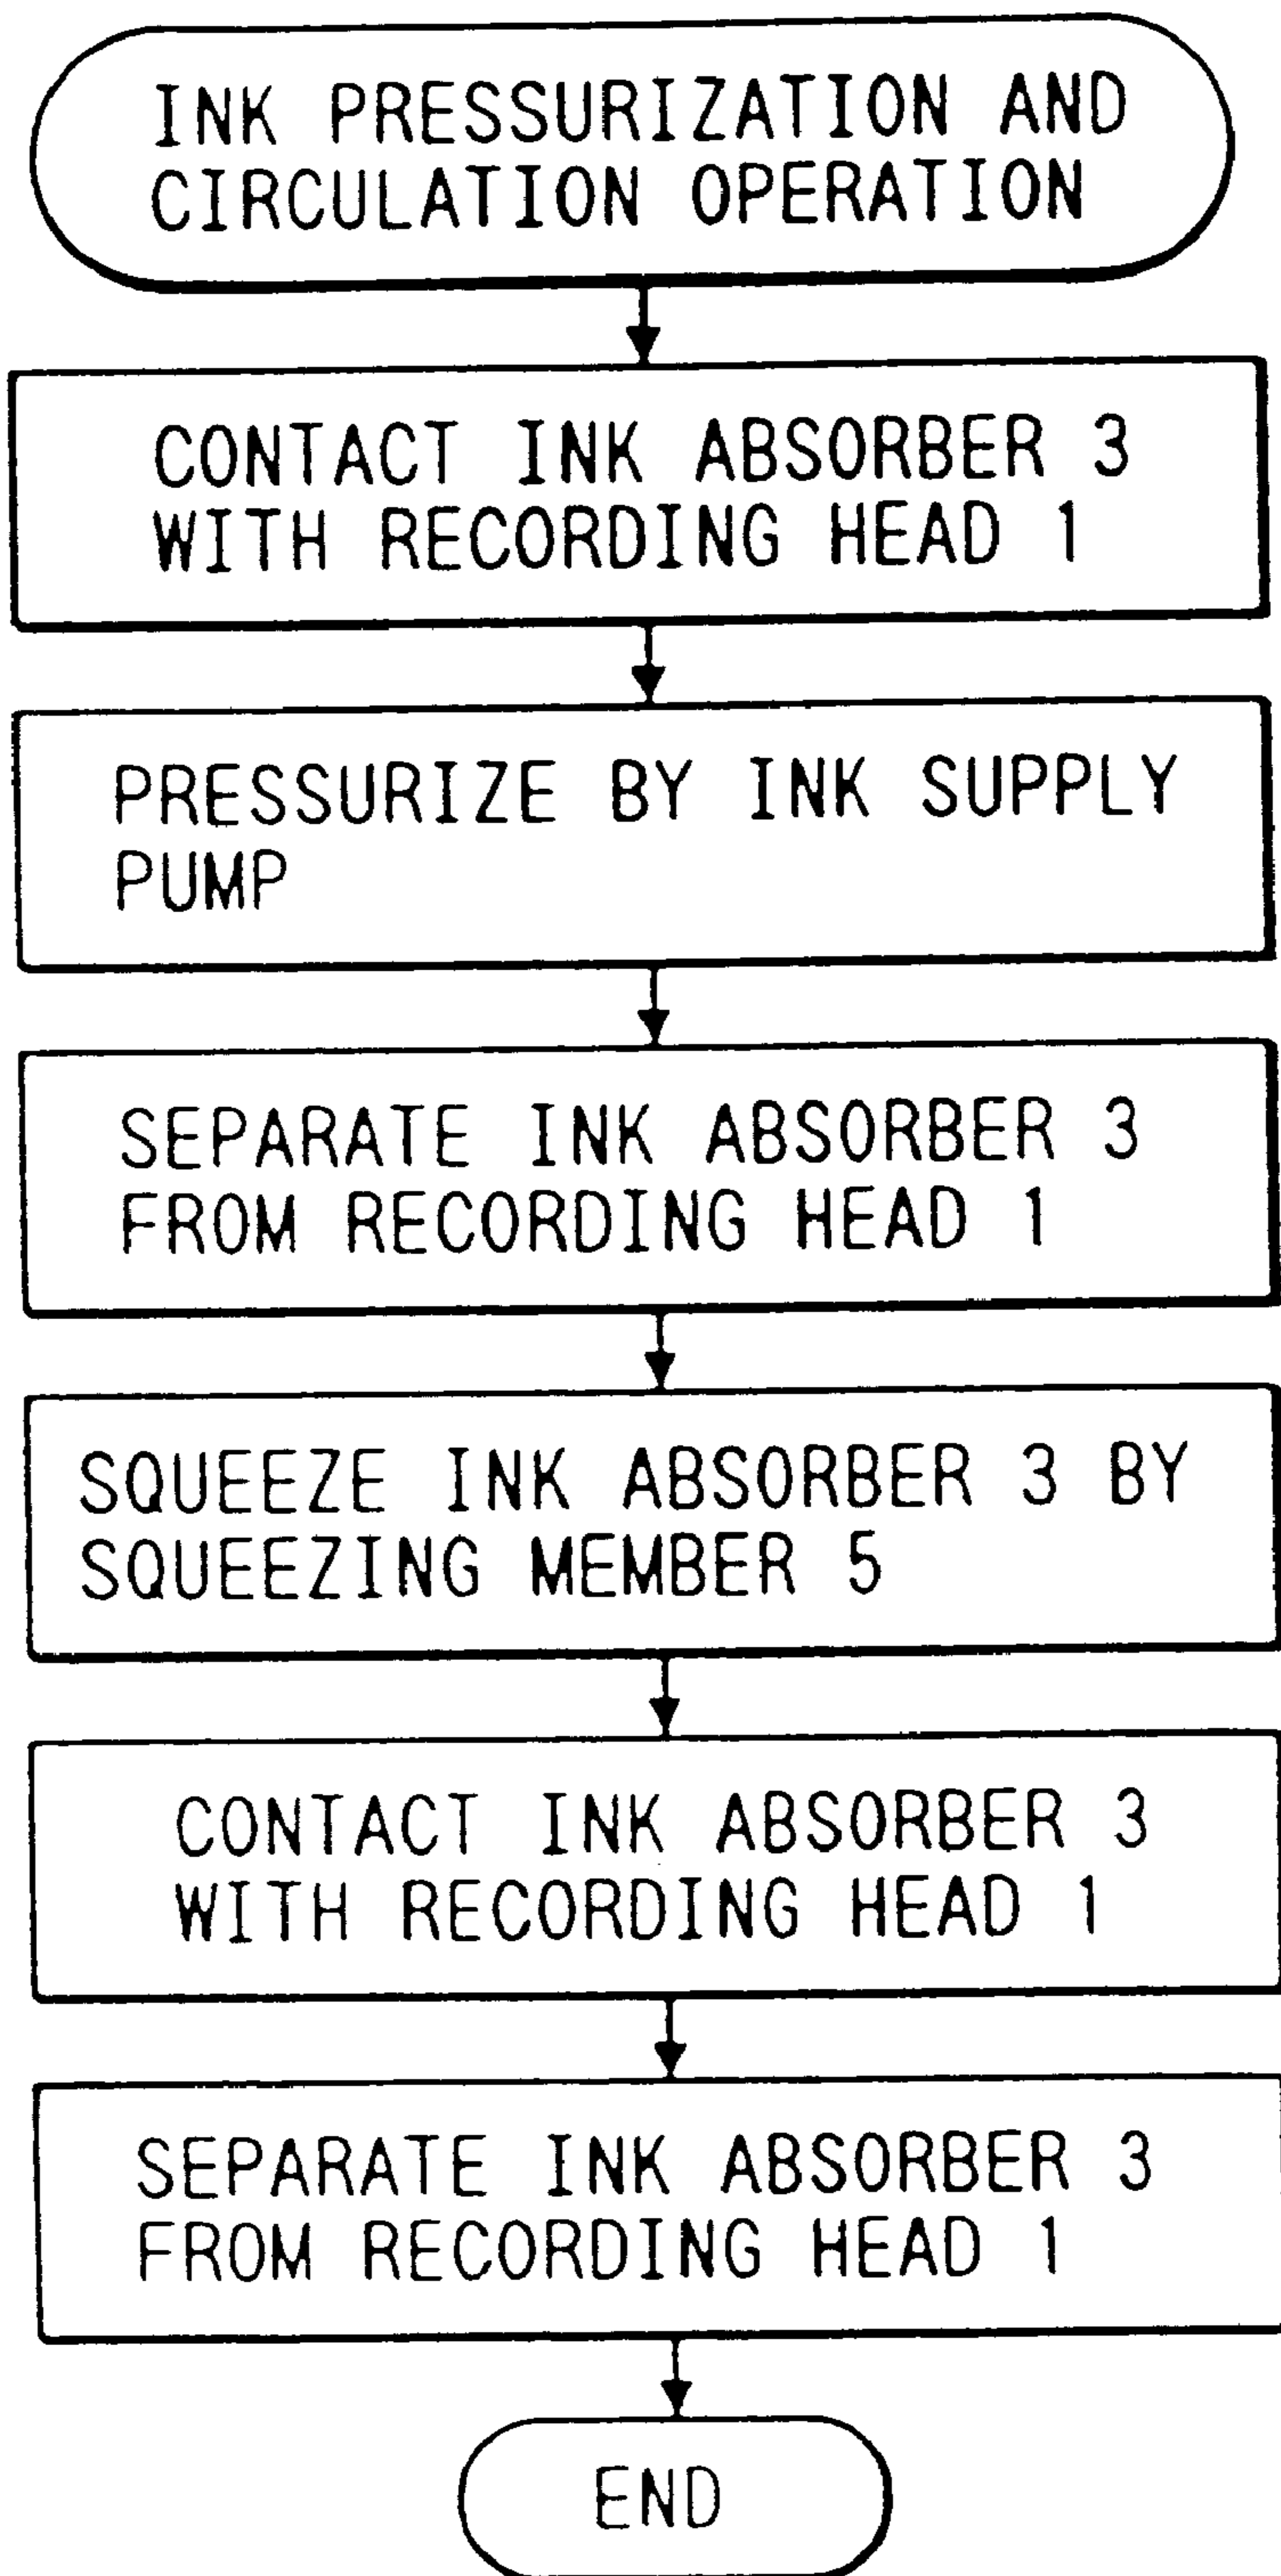 INK PRESSURIZATION AND
CIRCULATION OPERATION
CONTACT INK ABSORBER 3
WITH RECORDING HEAD 1
PRESSURIZE BY INK SUPPLY
PUMP
SEPARATE INK ABSORBER 3
FROM RECORDING HEAD 1
SQUEEZE INK ABSORBER 3 BY
SQUEEZING MEMBER 5
CONTACT INK ABSORBER 3
WITH RECORDING HEAD 1
SEPARATE INK ABSORBER 3
FROM RECORDING HEAD 1
END